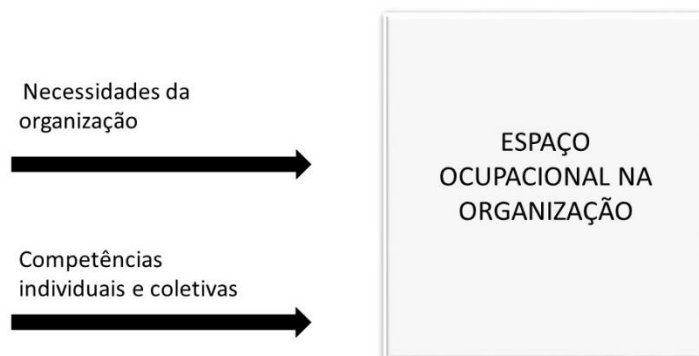 Necessidades da
organização
ESPAÇO
OCUPACIONAL NA
ORGANIZAÇÃO
Competências
individuais e coletivas